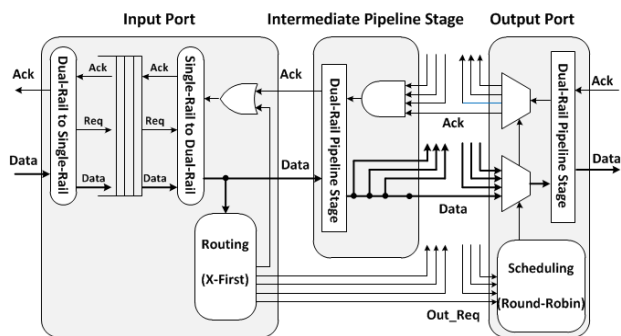 Input Port
Intermediate Pipeline Stage
Output Port
Ack
Dual-Rail to Single-Rail
Ack
Req
Data
Ack
Req
Data
Single-Rail to Dual-Rail
Ack
Dual-Rail Pipeline Stage
Ack
Dual-Rail Pipeline Stage
Ack
Data
Data
Data
Data
Routing
(X-First)
Scheduling
(Round-Robin)
Out_Req